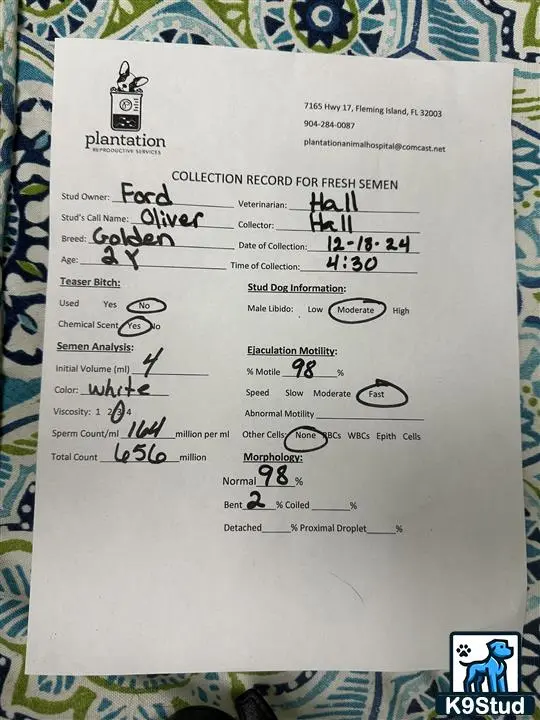 plantation
REPRODUCTIVE SERVICES
7165 Hwy 17, Fleming Island, FL 32003
904-284-0087
plantationanimalhospital@comcast.net
COLLECTION RECORD FOR FRESH SEMEN
Stud Owner: Ford Veterinarian: Hall
Stud's Call Name: Oliver Collector: Hall
Breed: Golden Date of Collection: 12-18-24
Age: 2Y Time of Collection: 4:30
Teaser Bitch: Stud Dog Information:
Used Yes No Male Libido: Low Moderate High
Chemical Scent Yes No
Semen Analysis: Ejaculation Motility:
Initial Volume (ml) 4 % Motile 98 %
Color: white Speed Slow Moderate Fast
Viscosity: 1 2 3 4 Abnormal Motility
Sperm Count/ml 164 million per ml Other Cells: None RBCs WBCs Epith Cells
Total Count 656 million Morphology:
Normal 98 %
Bent 2 % Coiled %
Detached % Proximal Droplet %
K9Stud